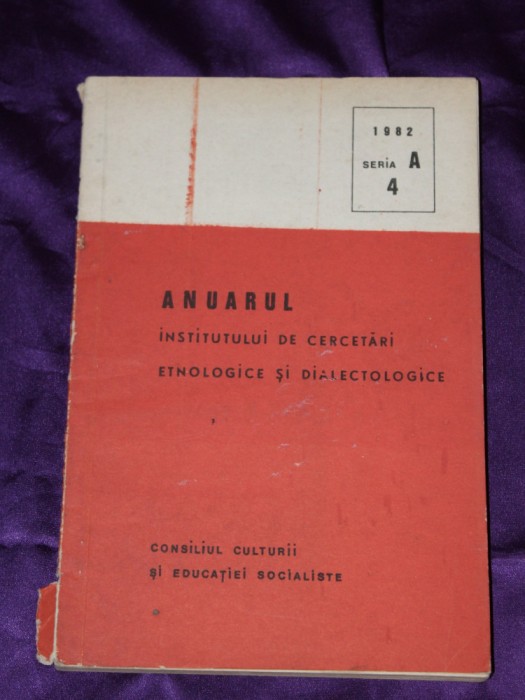 1982
SERIA A
4
ANUARUL
INSTITUTULUI DE CERCETĂRI
ETNOLOGICE ȘI DIALECTOLOGICE
CONSILIUL CULTURII
ȘI EDUCAȚIEI SOCIALISTE